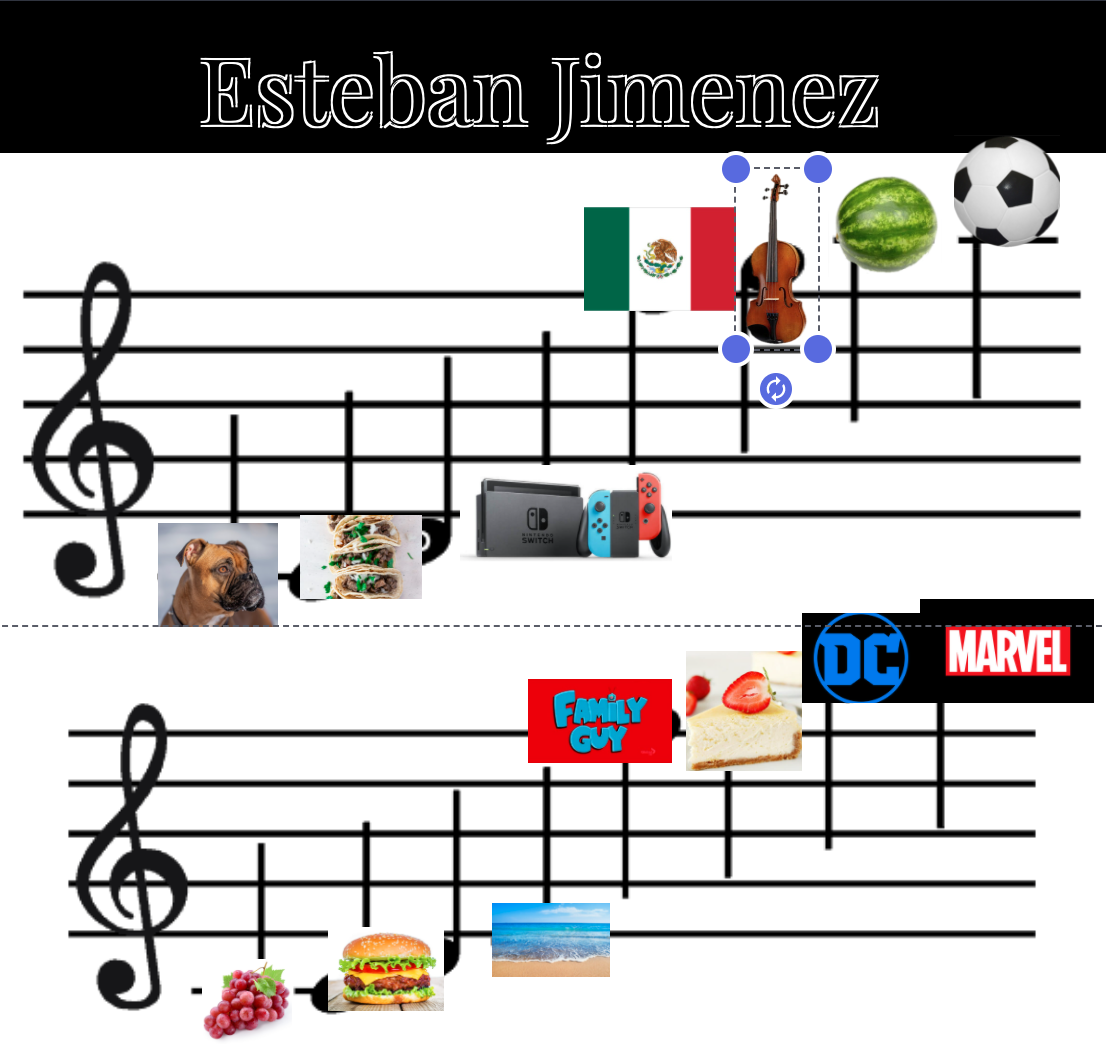 Esteban Jimenez
NINTENDO
SWITCH
FAMILY
GUY
DC
MARVEL